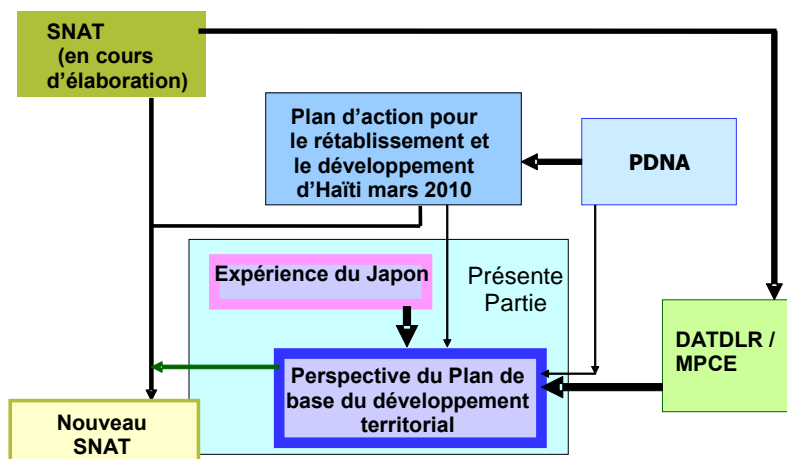 SNAT
(en cours
d’élaboration)
Plan d’action pour
le rétablissement et
le développement
d’Haïti mars 2010
PDNA
Expérience du Japon
Présente
Partie
DATDLR /
MPCE
Perspective du Plan de
base du développement
territorial
Nouveau
SNAT